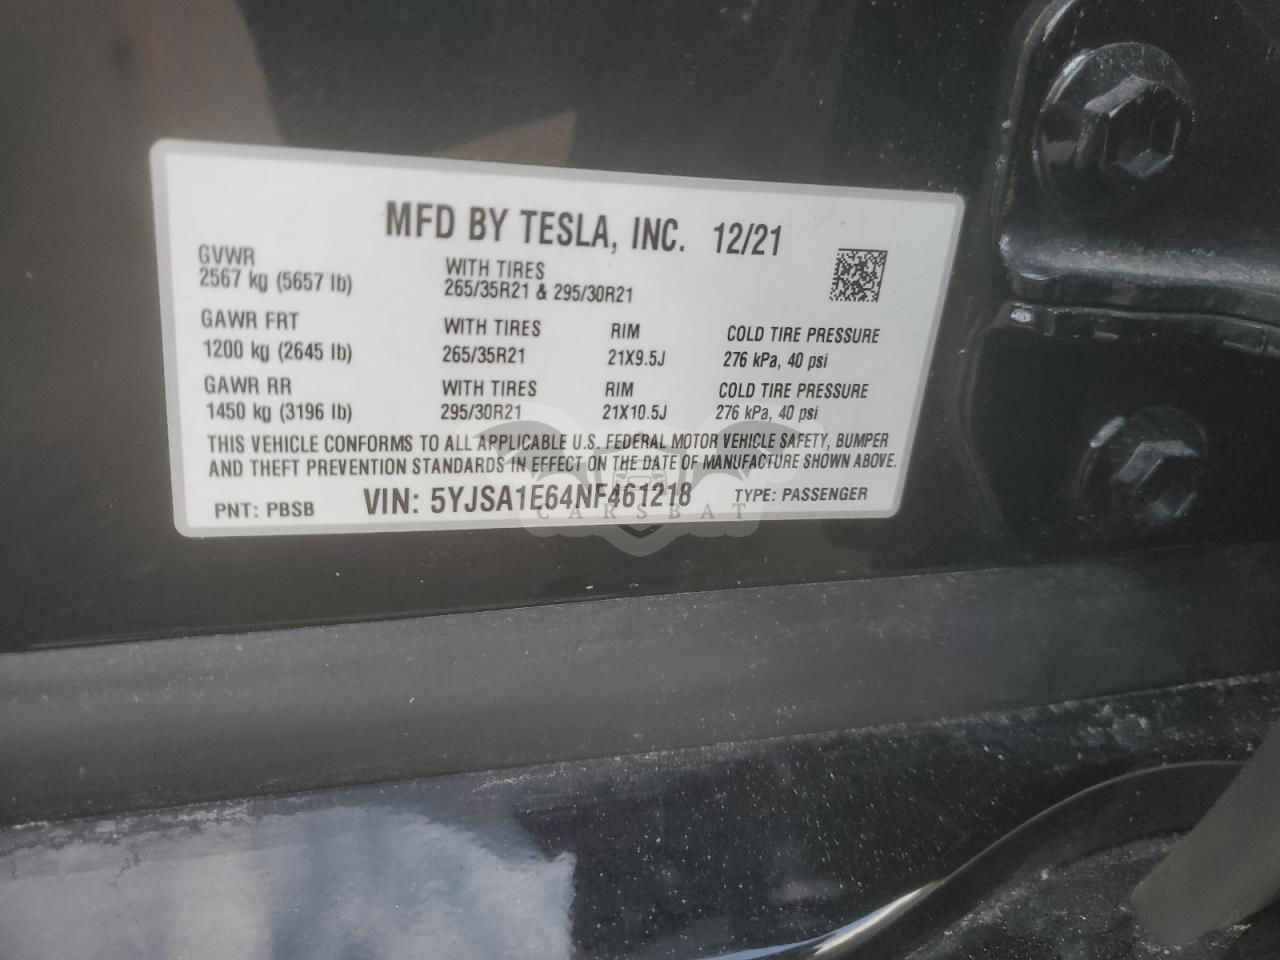 MFD BY TESLA, INC. 12/21
GVWR
2567 kg (5657 lb)
WITH TIRES
265/35R21 & 295/30R21
GAWR FRT WITH TIRES RIM COLD TIRE PRESSURE
1200 kg (2645 lb) 265/35R21 21X9.5J 276 kPa, 40 psi
GAWR RR WITH TIRES RIM COLD TIRE PRESSURE
1450 kg (3196 lb) 295/30R21 21X10.5J 276 kPa, 40 psi
THIS VEHICLE CONFORMS TO ALL APPLICABLE U.S. FEDERAL MOTOR VEHICLE SAFETY, BUMPER
AND THEFT PREVENTION STANDARDS IN EFFECT ON THE DATE OF MANUFACTURE SHOWN ABOVE.
PNT: PBSB VIN: 5YJSA1E64NF461218 TYPE: PASSENGER
CARSBAT